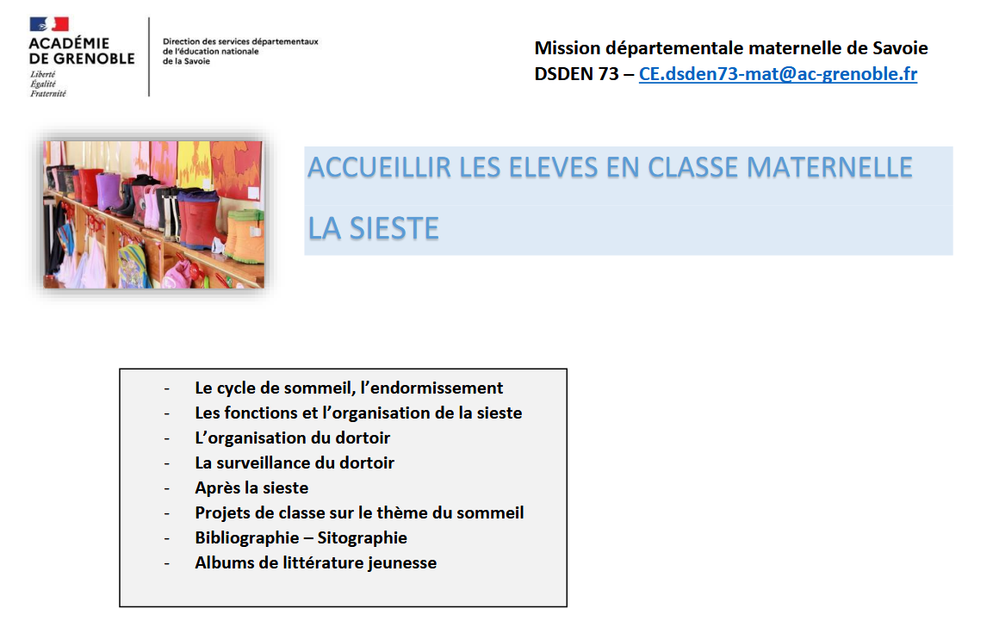 ACADÉMIE
DE GRENOBLE
Liberté
Égalité
Fraternité
Direction des services départementaux
de l'éducation nationale
de la Savoie
Mission départementale maternelle de Savoie
DSDEN 73 – CE.dsden73-mat@ac-grenoble.fr
ACCUEILLIR LES ELEVES EN CLASSE MATERNELLE
LA SIESTE
- Le cycle de sommeil, l'endormissement
- Les fonctions et l'organisation de la sieste
- L'organisation du dortoir
- La surveillance du dortoir
- Après la sieste
- Projets de classe sur le thème du sommeil
- Bibliographie – Sitographie
- Albums de littérature jeunesse